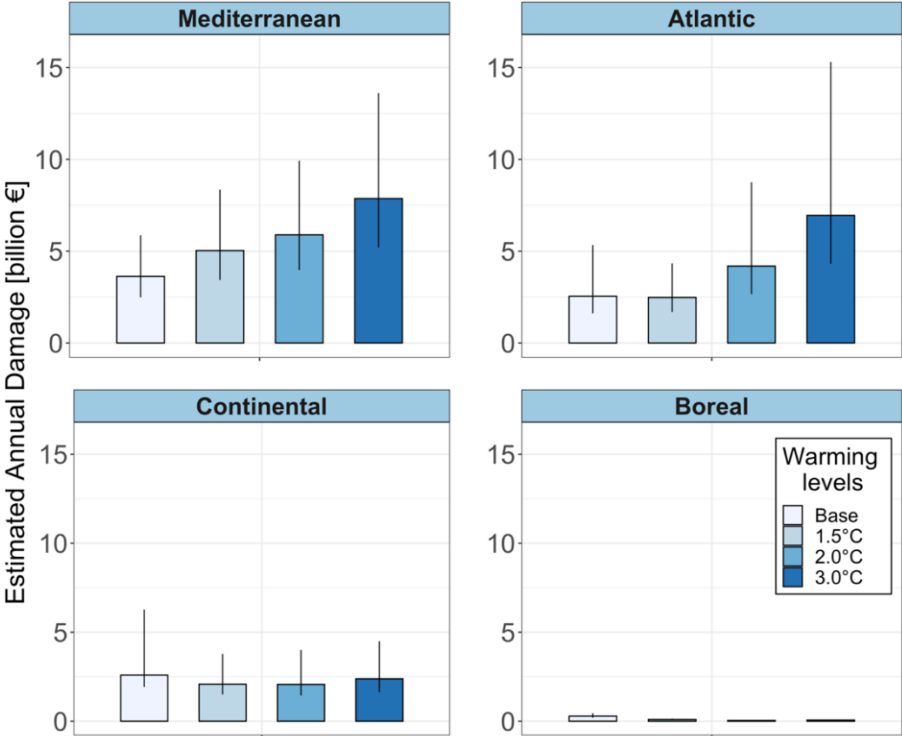 Mediterranean
Atlantic
Estimated Annual Damage [billion €]
15
10
5
0
15
10
5
0
Continental
Boreal
15
10
5
0
15
10
5
0
Warming
levels
Base
1.5°C
2.0°C
3.0°C